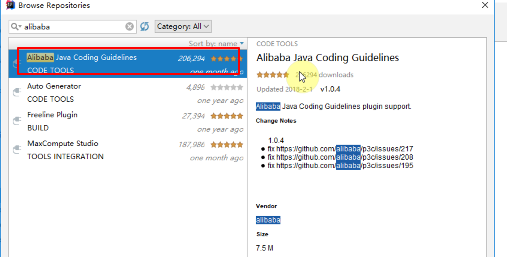 Browse Repositories
alibaba
Category: All
Sort by: name
Alibaba Java Coding Guidelines 206,294
CODE TOOLS one month ago
Auto Generator 4,896
CODE TOOLS one year ago
Freeline Plugin 27,394
BUILD one year ago
MaxCompute Studio 187,986
TOOLS INTEGRATION one month ago
CODE TOOLS
Alibaba Java Coding Guidelines
downloads
Updated 2018-2-1 v1.0.4
Alibaba Java Coding Guidelines plugin support.
Change Notes
1.0.4
fix https://github.com/alibaba/p3c/issues/217
fix https://github.com/alibaba/p3c/issues/208
fix https://github.com/alibaba/p3c/issues/195
Vendor
alibaba
Size
7.5 M